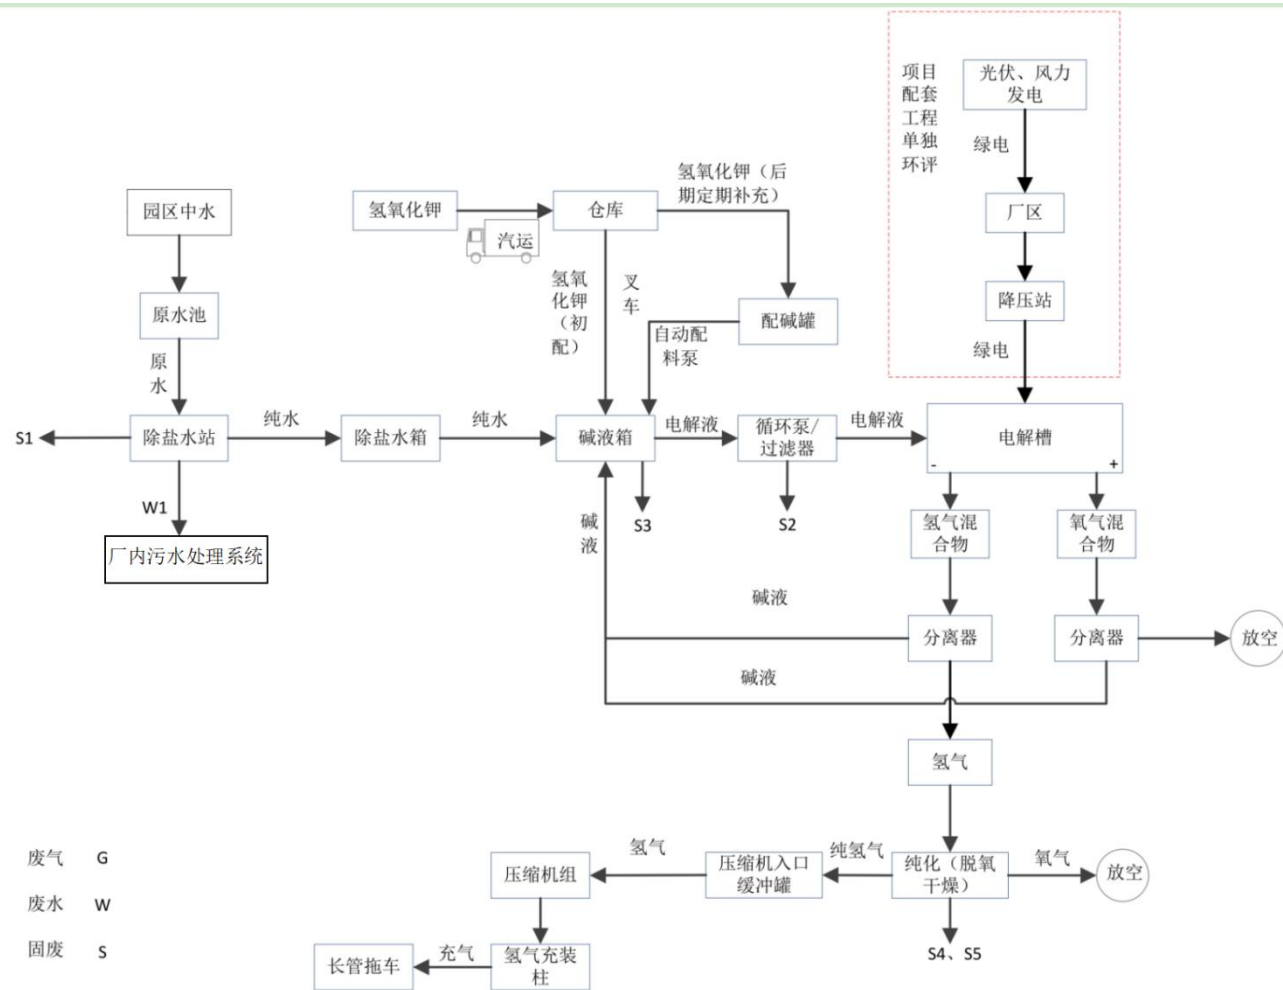 项目
配套
工程
单独
环评
光伏、风力
发电
绿电
厂区
降压站
绿电
园区中水
氢氧化钾
汽运
仓库
氢氧化钾（后
期定期补充）
原水池
氢氧
化钾
（初
配）
叉
车
配碱罐
自动配
料泵
原
水
S1
除盐水站
纯水
除盐水箱
纯水
碱液箱
电解液
循环泵/
过滤器
电解液
电解槽
-
+
W1
厂内污水处理系统
碱
液
S3
S2
氢气混
合物
氧气混
合物
碱液
分离器
分离器
放空
碱液
氢气
废气 G
废水 W
固废 S
氢气
压缩机组
压缩机入口
缓冲罐
纯氢气
纯化（脱氧
干燥）
氧气
放空
长管拖车
充气
氢气充装
柱
S4、S5